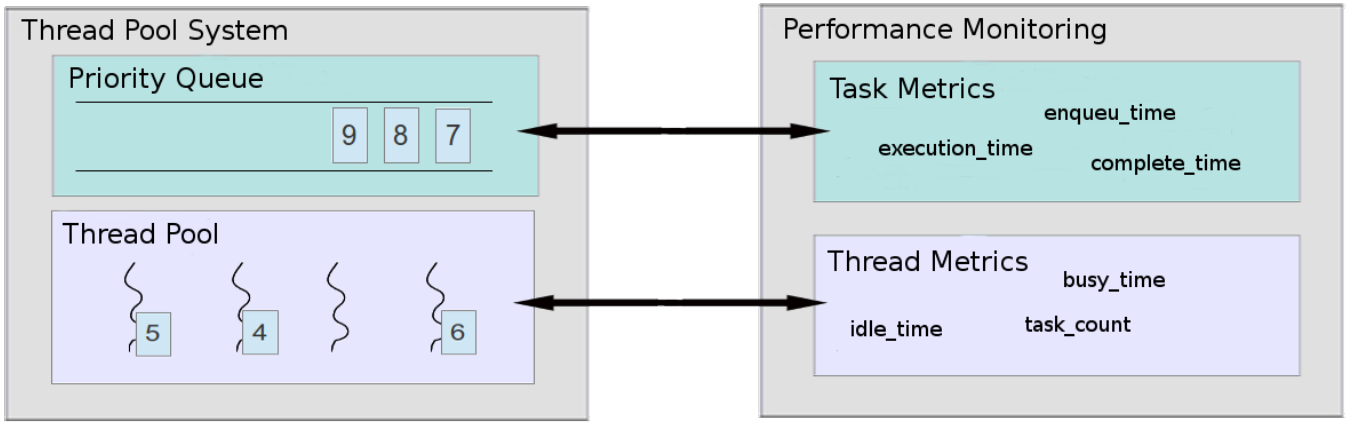 Thread Pool System
Priority Queue
9 8 7
Thread Pool
5 4 6
Performance Monitoring
Task Metrics
enqueu_time
execution_time
complete_time
Thread Metrics
busy_time
idle_time
task_count